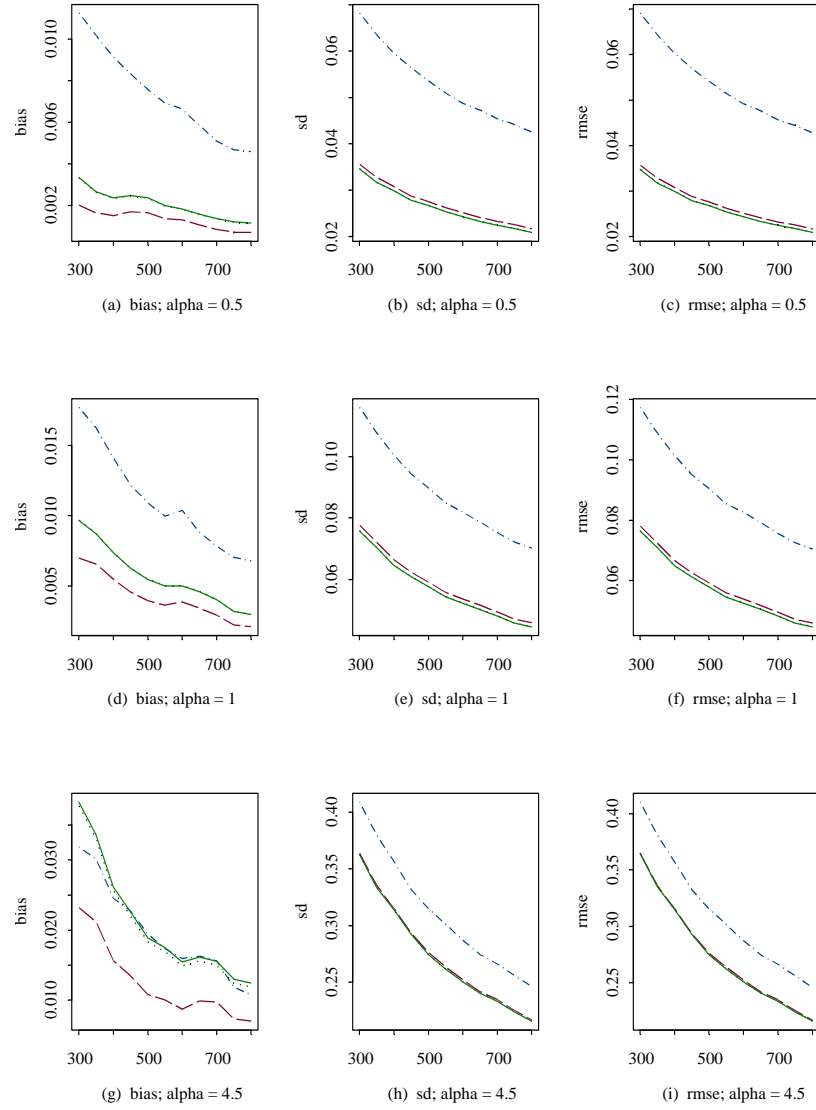 bias
0.002 0.006 0.010
300 500 700
(a) bias; alpha = 0.5
sd
0.02 0.04 0.06
300 500 700
(b) sd; alpha = 0.5
rmse
0.02 0.04 0.06
300 500 700
(c) rmse; alpha = 0.5
bias
0.005 0.010 0.015
300 500 700
(d) bias; alpha = 1
sd
0.06 0.08 0.10
300 500 700
(e) sd; alpha = 1
rmse
0.06 0.08 0.10 0.12
300 500 700
(f) rmse; alpha = 1
bias
0.010 0.020 0.030
300 500 700
(g) bias; alpha = 4.5
sd
0.25 0.30 0.35 0.40
300 500 700
(h) sd; alpha = 4.5
rmse
0.25 0.30 0.35 0.40
300 500 700
(i) rmse; alpha = 4.5